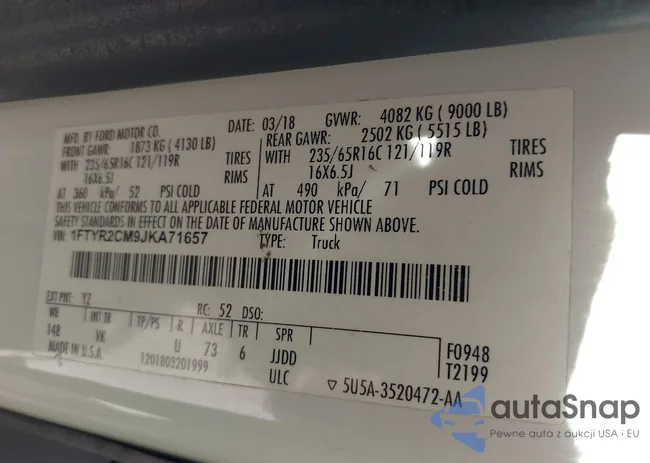 MFD. BY FORD MOTOR CO. DATE: 03/18 GVWR: 4082 KG ( 9000 LB)
FRONT GAWR: 1873 KG ( 4130 LB) REAR GAWR: 2502 KG ( 5515 LB)
WITH 235/65R16C 121/119R TIRES WITH 235/65R16C 121/119R TIRES
16X6.5J RIMS 16X6.5J RIMS
AT 360 kPa/ 52 PSI COLD AT 490 kPa/ 71 PSI COLD
THIS VEHICLE CONFORMS TO ALL APPLICABLE FEDERAL MOTOR VEHICLE
SAFETY STANDARDS IN EFFECT ON THE DATE OF MANUFACTURE SHOWN ABOVE.
VIN: 1FTYR2CM9JKA71657 TYPE: Truck
EXT PNT: YZ RC: 52 DSO:
WB INT TR TP/PS R AXLE TR SPR
148 VK U 73 6 JJDD F0948
MADE IN U.S.A. 1201803201999 ULC T2199
▽ 5U5A-3520472-AA
autaSnap
Pewne auta z aukcji USA i EU